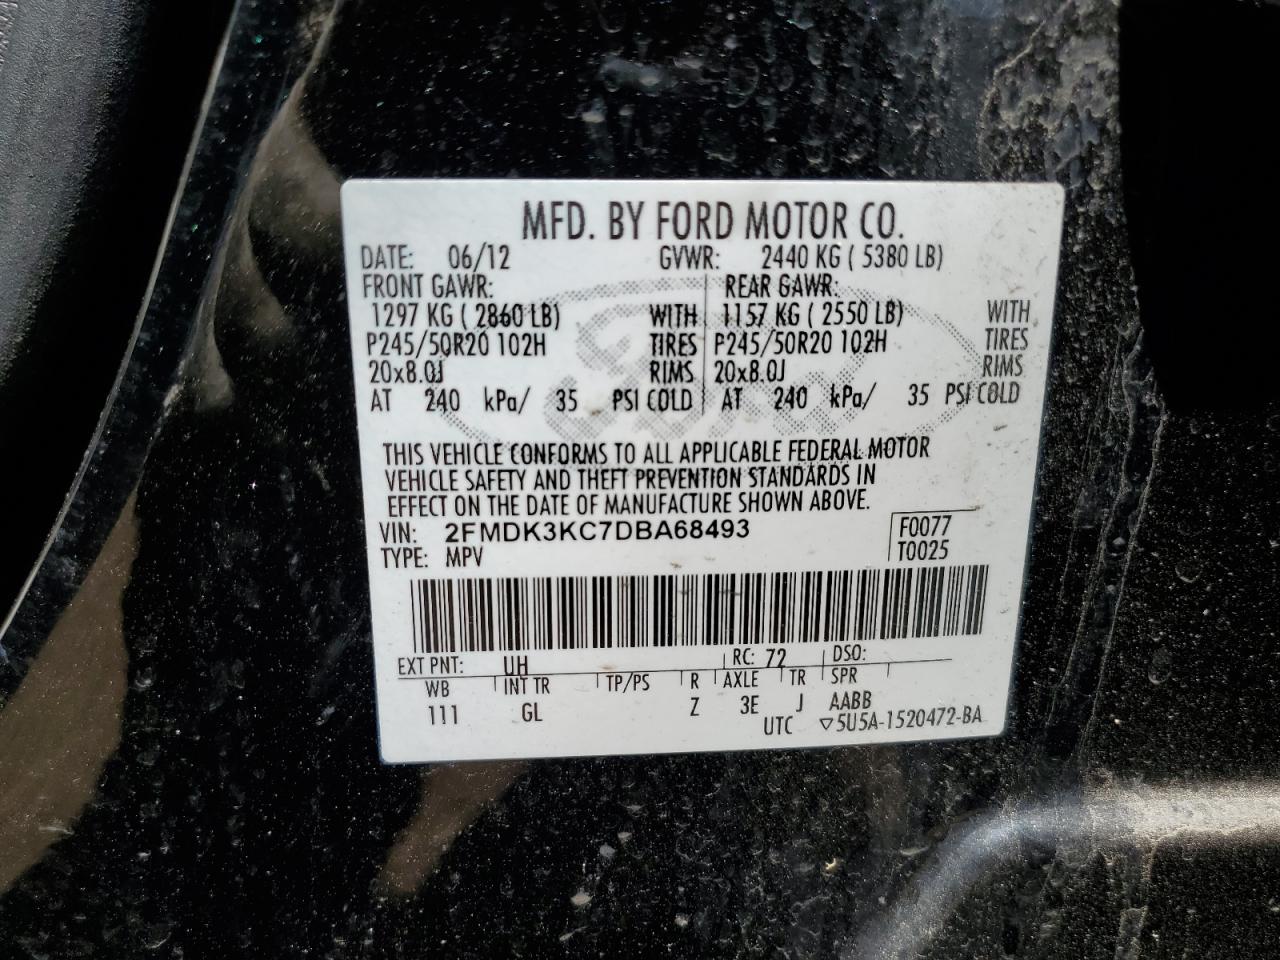 MFD. BY FORD MOTOR CO.
DATE: 06/12 GVWR: 2440 KG ( 5380 LB)
FRONT GAWR: REAR GAWR:
1297 KG ( 2860 LB) WITH 1157 KG ( 2550 LB) WITH
P245/50R20 102H TIRES P245/50R20 102H TIRES
20x8.0J RIMS 20x8.0J RIMS
AT 240 kPa/ 35 PSI COLD AT 240 kPa/ 35 PSI COLD
Ford
THIS VEHICLE CONFORMS TO ALL APPLICABLE FEDERAL MOTOR
VEHICLE SAFETY AND THEFT PREVENTION STANDARDS IN
EFFECT ON THE DATE OF MANUFACTURE SHOWN ABOVE.
VIN: 2FMDK3KC7DBA68493 F0077
TYPE: MPV T0025
EXT PNT: UH RC: 72 DSO:
WB INT TR TP/PS R AXLE TR SPR
111 GL Z 3E J AABB
UTC ▽5U5A-1520472-BA